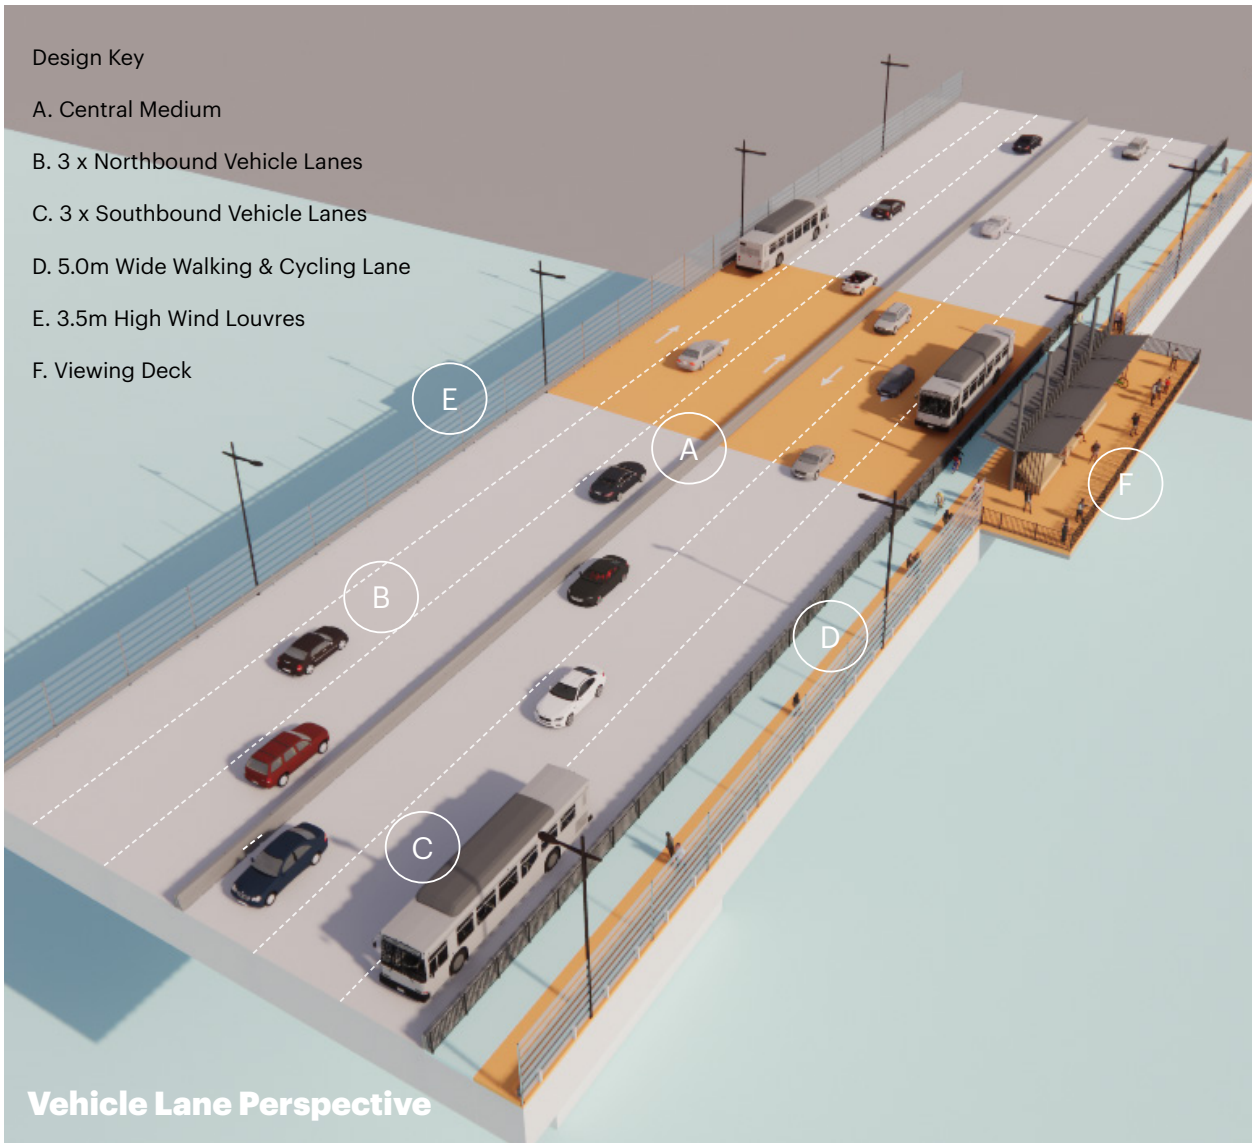 Design Key
A. Central Medium
B. 3 x Northbound Vehicle Lanes
C. 3 x Southbound Vehicle Lanes
D. 5.0m Wide Walking & Cycling Lane
E. 3.5m High Wind Louvres
F. Viewing Deck
E
A
F
B
D
C
Vehicle Lane Perspective